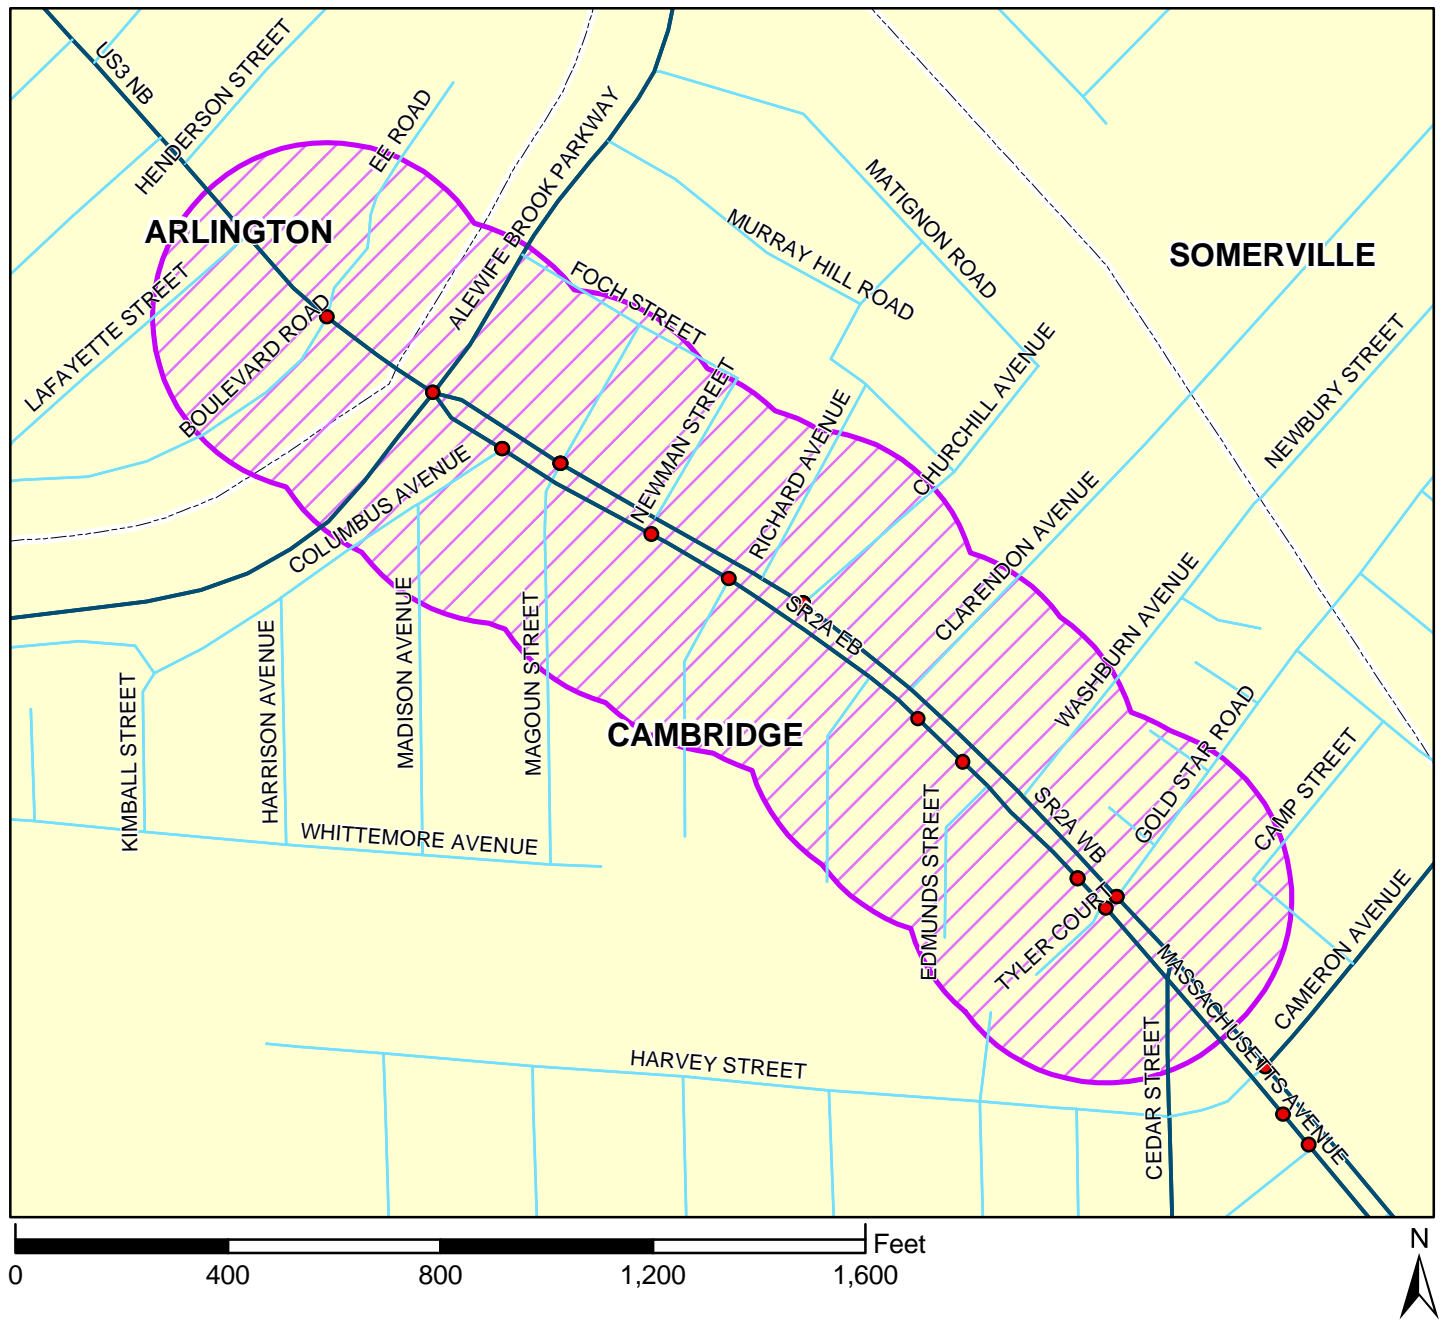 US3 NB
HENDERSON STREET
EE ROAD
ALEWIFE BROOK PARKWAY
MATIGNON ROAD
MURRAY HILL ROAD
ARLINGTON
SOMERVILLE
LAFAYETTE STREET
BOULEVARD ROAD
FOCH STREET
NEWMAN STREET
RICHARD AVENUE
CHURCHILL AVENUE
NEWBURY STREET
COLUMBUS AVENUE
CLARENDON AVENUE
WASHBURN AVENUE
SR2A EB
KIMBALL STREET
HARRISON AVENUE
MADISON AVENUE
MAGOUN STREET
CAMBRIDGE
GOLD STAR ROAD
CAMP STREET
SR2A WB
WHITTEMORE AVENUE
EDMUNDS STREET
TYLER COURT
CAMERON AVENUE
MASSACHUSETTS AVENUE
HARVEY STREET
CEDAR STREET
Feet
0 400 800 1,200 1,600
N